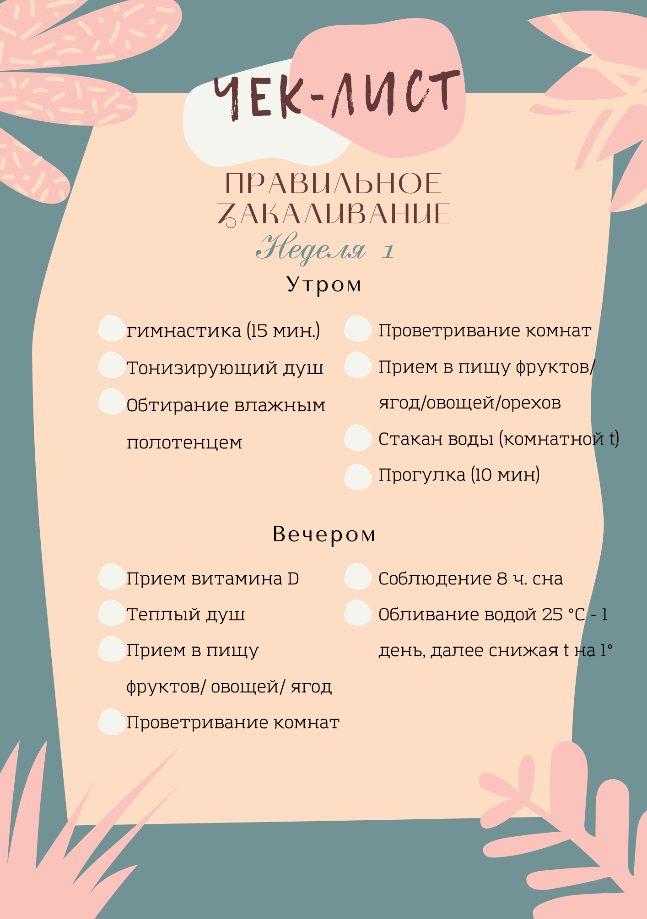 ЧЕК-ЛИСТ
ПРАВИЛЬНОЕ
ЗАКАЛИВАНИЕ
Неделя 1
Утром
гимнастика (15 мин.)
Тонизирующий душ
Обтирание влажным
полотенцем
Проветривание комнат
Прием в пищу фруктов/
ягод/овощей/орехов
Стакан воды (комнатной t)
Прогулка (10 мин)
Вечером
Прием витамина D
Теплый душ
Прием в пищу
фруктов/ овощей/ ягод
Проветривание комнат
Соблюдение 8 ч. сна
Обливание водой 25 °C - 1
день, далее снижая t на 1°